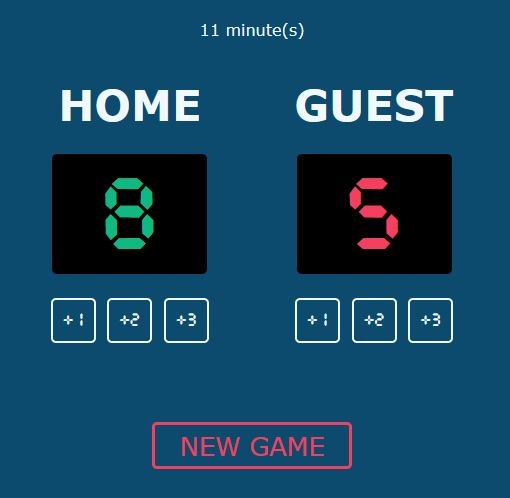 11 minute(s)
HOME GUEST
8 5
+1 +2 +3 +1 +2 +3
NEW GAME